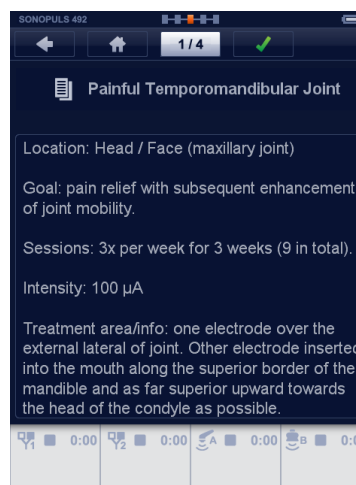 SONOPULS 492
1/4
Painful Temporomandibular Joint
Location: Head / Face (maxillary joint)
Goal: pain relief with subsequent enhancement
of joint mobility.
Sessions: 3x per week for 3 weeks (9 in total).
Intensity: 100 µA
Treatment area/info: one electrode over the
external lateral of joint. Other electrode inserted
into the mouth along the superior border of the
mandible and as far superior upward towards
the head of the condyle as possible.
Y1 0:00 Y2 0:00 A 0:00 B 0:0